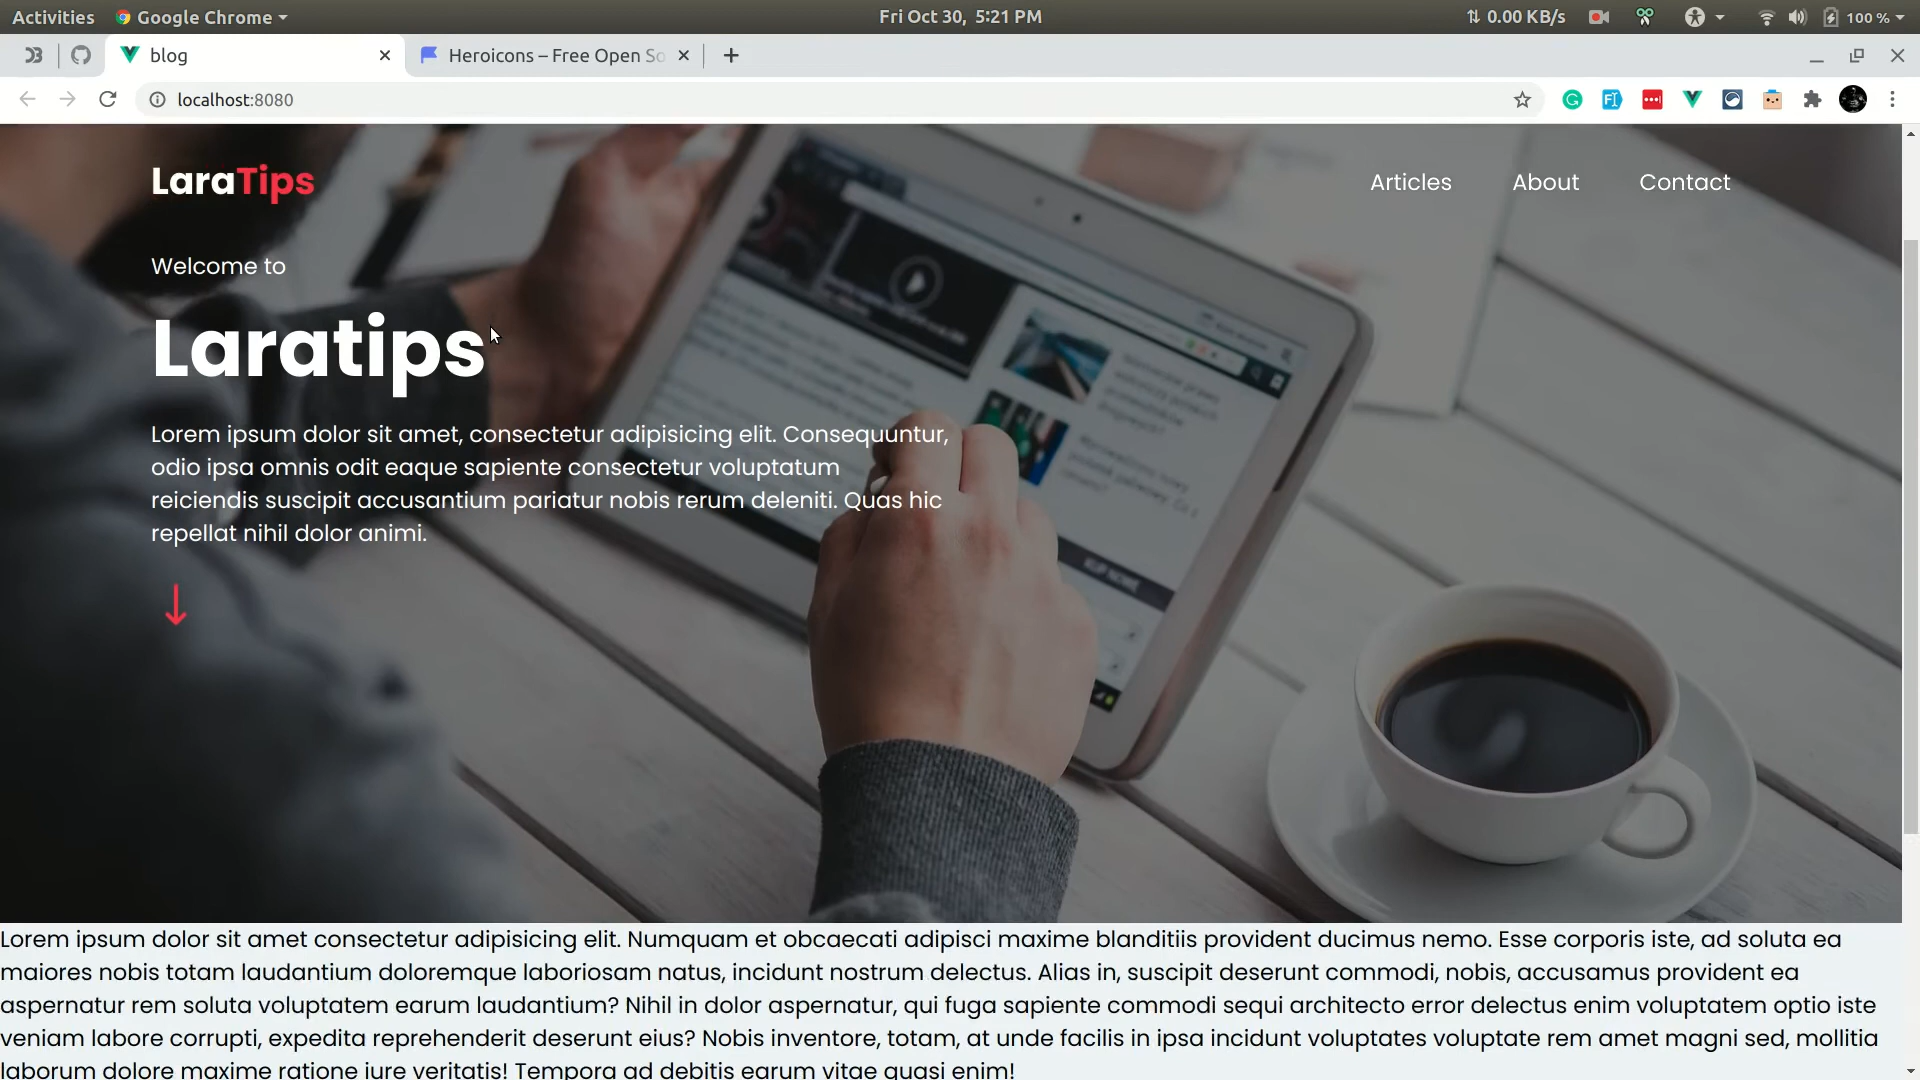 Activities
Google Chrome
Fri Oct 30, 5:21 PM
0.00 KB/s
100 %
blog
Heroicons – Free Open So
localhost:8080
LaraTips
Articles About Contact
Welcome to
Laratips
Lorem ipsum dolor sit amet, consectetur adipisicing elit. Consequuntur,
odio ipsa omnis odit eaque sapiente consectetur voluptatum
reiciendis suscipit accusantium pariatur nobis rerum deleniti. Quas hic
repellat nihil dolor animi.
Lorem ipsum dolor sit amet consectetur adipisicing elit. Numquam et obcaecati adipisci maxime blanditiis provident ducimus nemo. Esse corporis iste, ad soluta ea
maiores nobis totam laudantium doloremque laboriosam natus, incidunt nostrum delectus. Alias in, suscipit deserunt commodi, nobis, accusamus provident ea
aspernatur rem soluta voluptatem earum laudantium? Nihil in dolor aspernatur, qui fuga sapiente commodi sequi architecto error delectus enim voluptatem optio iste
veniam labore corrupti, expedita reprehenderit deserunt eius? Nobis inventore, totam, at unde facilis in ipsa incidunt voluptates voluptate rem amet magni sed, mollitia
laborum dolore maxime ratione iure veritatis! Tempora ad debitis earum vitae quasi enim!